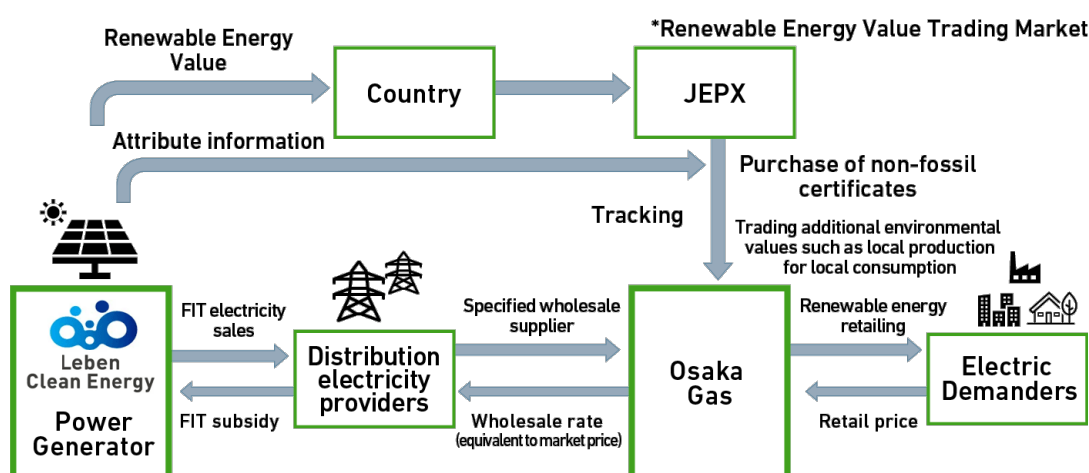 *Renewable Energy Value Trading Market
Renewable Energy
Value
Country
JEPX
Attribute information
Purchase of non-fossil
certificates
Tracking
Trading additional environmental
values such as local production
for local consumption
Leben
Clean Energy
Power
Generator
FIT electricity
sales
FIT subsidy
Distribution
electricity
providers
Specified wholesale
supplier
Wholesale rate
(equivalent to market price)
Osaka
Gas
Renewable energy
retailing
Retail price
Electric
Demanders